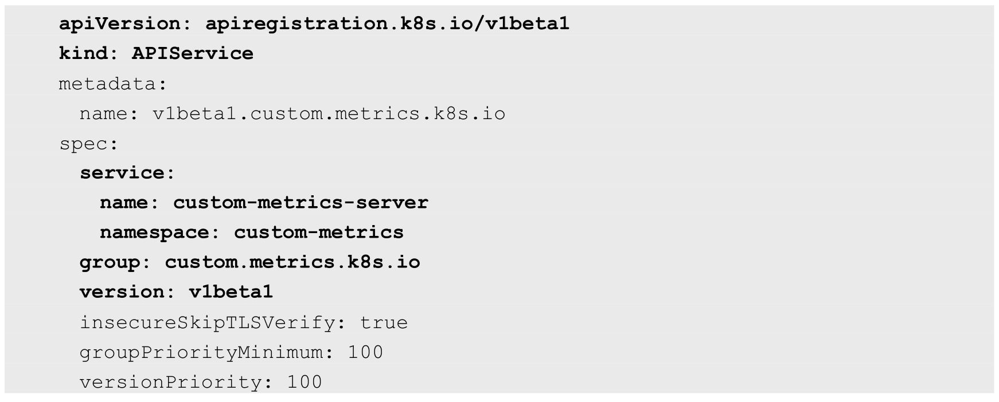 apiVersion: apiregistration.k8s.io/v1beta1
kind: APIService
metadata:
  name: v1beta1.custom.metrics.k8s.io
spec:
  service:
    name: custom-metrics-server
    namespace: custom-metrics
  group: custom.metrics.k8s.io
  version: v1beta1
  insecureSkipTLSVerify: true
  groupPriorityMinimum: 100
  versionPriority: 100